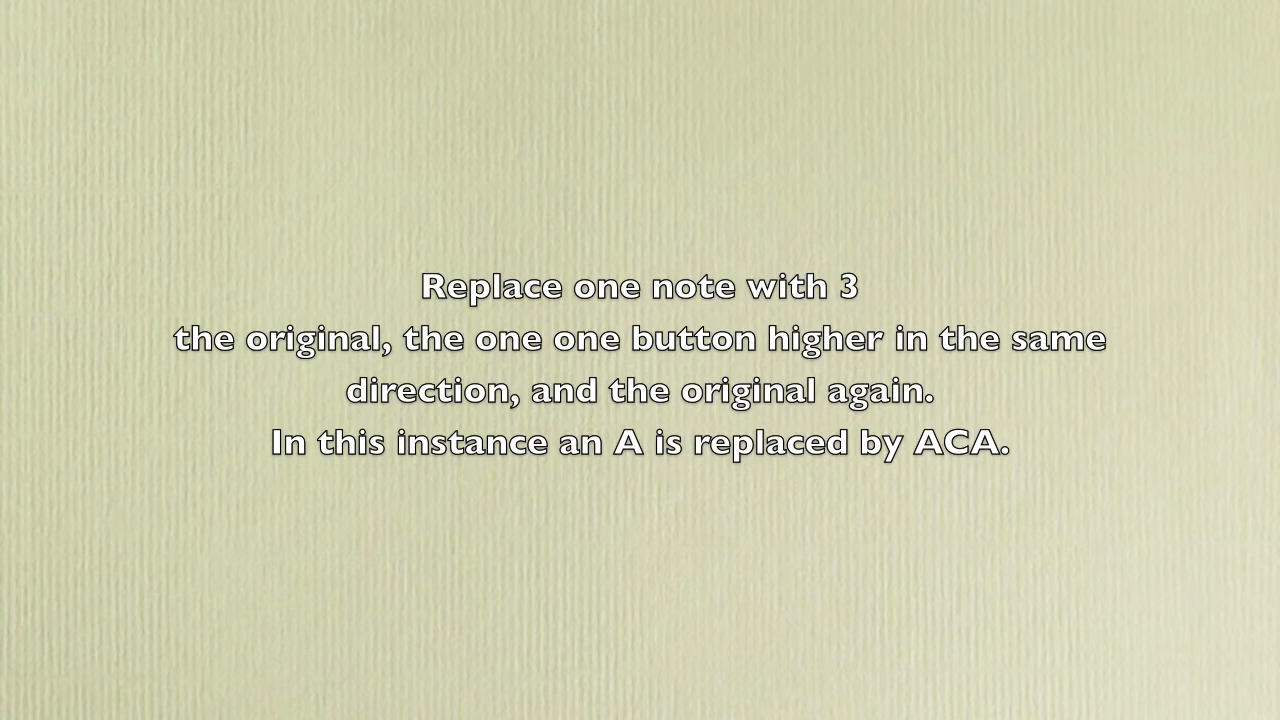 Replace one note with 3
the original, the one one button higher in the same
direction, and the original again.
In this instance an A is replaced by ACA.